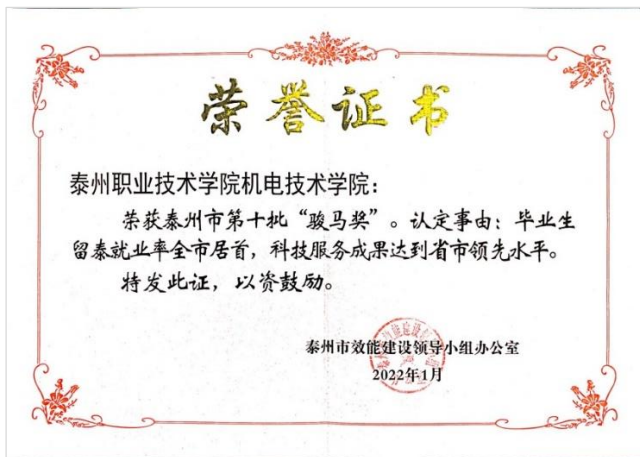 荣誉证书
泰州职业技术学院机电技术学院：
荣获泰州市第十批“骏马奖”。认定事由：毕业生
留泰就业率全市居首，科技服务成果达到省市领先水平。
特发此证，以资鼓励。
泰州市效能建设领导小组办公室
2022年1月